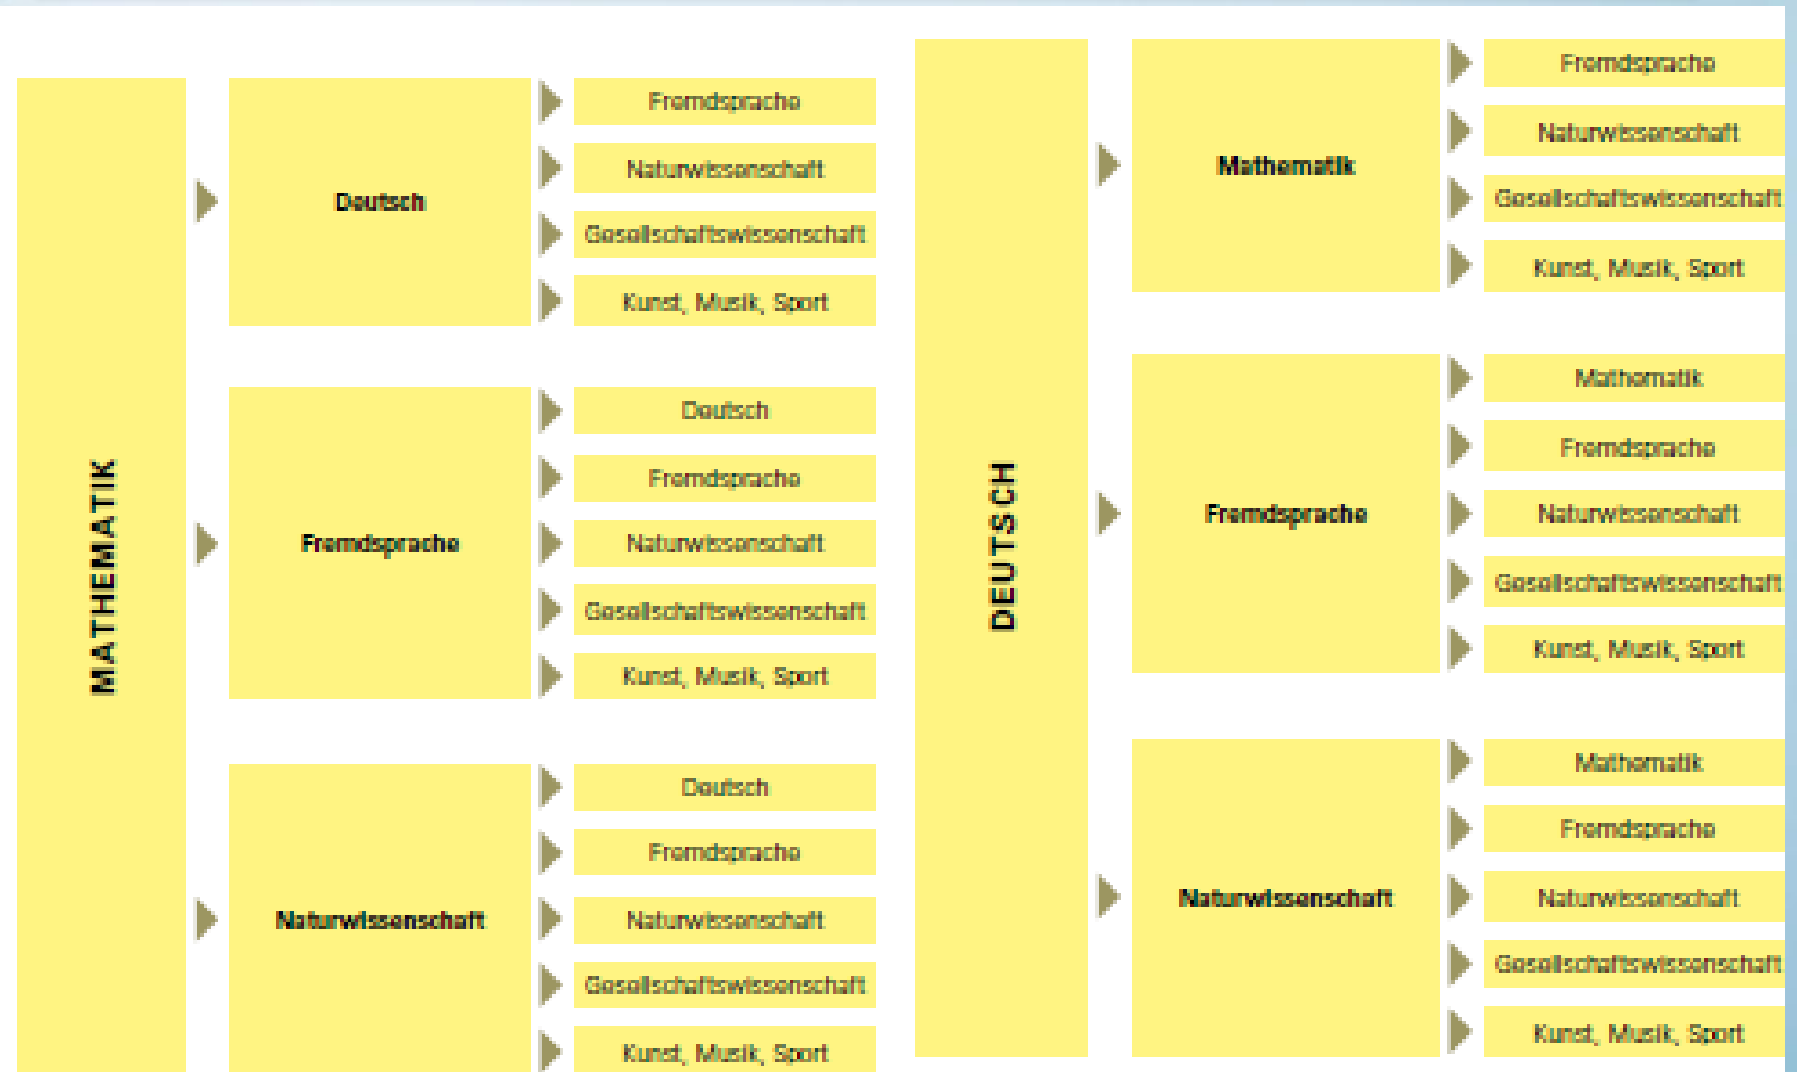 MATHEMATIK
Deutsch
Fremdsprache
Naturwissenschaft
Gesellschaftswissenschaft
Kunst, Musik, Sport
Fremdsprache
Deutsch
Fremdsprache
Naturwissenschaft
Gesellschaftswissenschaft
Kunst, Musik, Sport
Naturwissenschaft
Deutsch
Fremdsprache
Naturwissenschaft
Gesellschaftswissenschaft
Kunst, Musik, Sport
DEUTSCH
Mathematik
Fremdsprache
Naturwissenschaft
Gesellschaftswissenschaft
Kunst, Musik, Sport
Fremdsprache
Mathematik
Fremdsprache
Naturwissenschaft
Gesellschaftswissenschaft
Kunst, Musik, Sport
Naturwissenschaft
Mathematik
Fremdsprache
Naturwissenschaft
Gesellschaftswissenschaft
Kunst, Musik, Sport